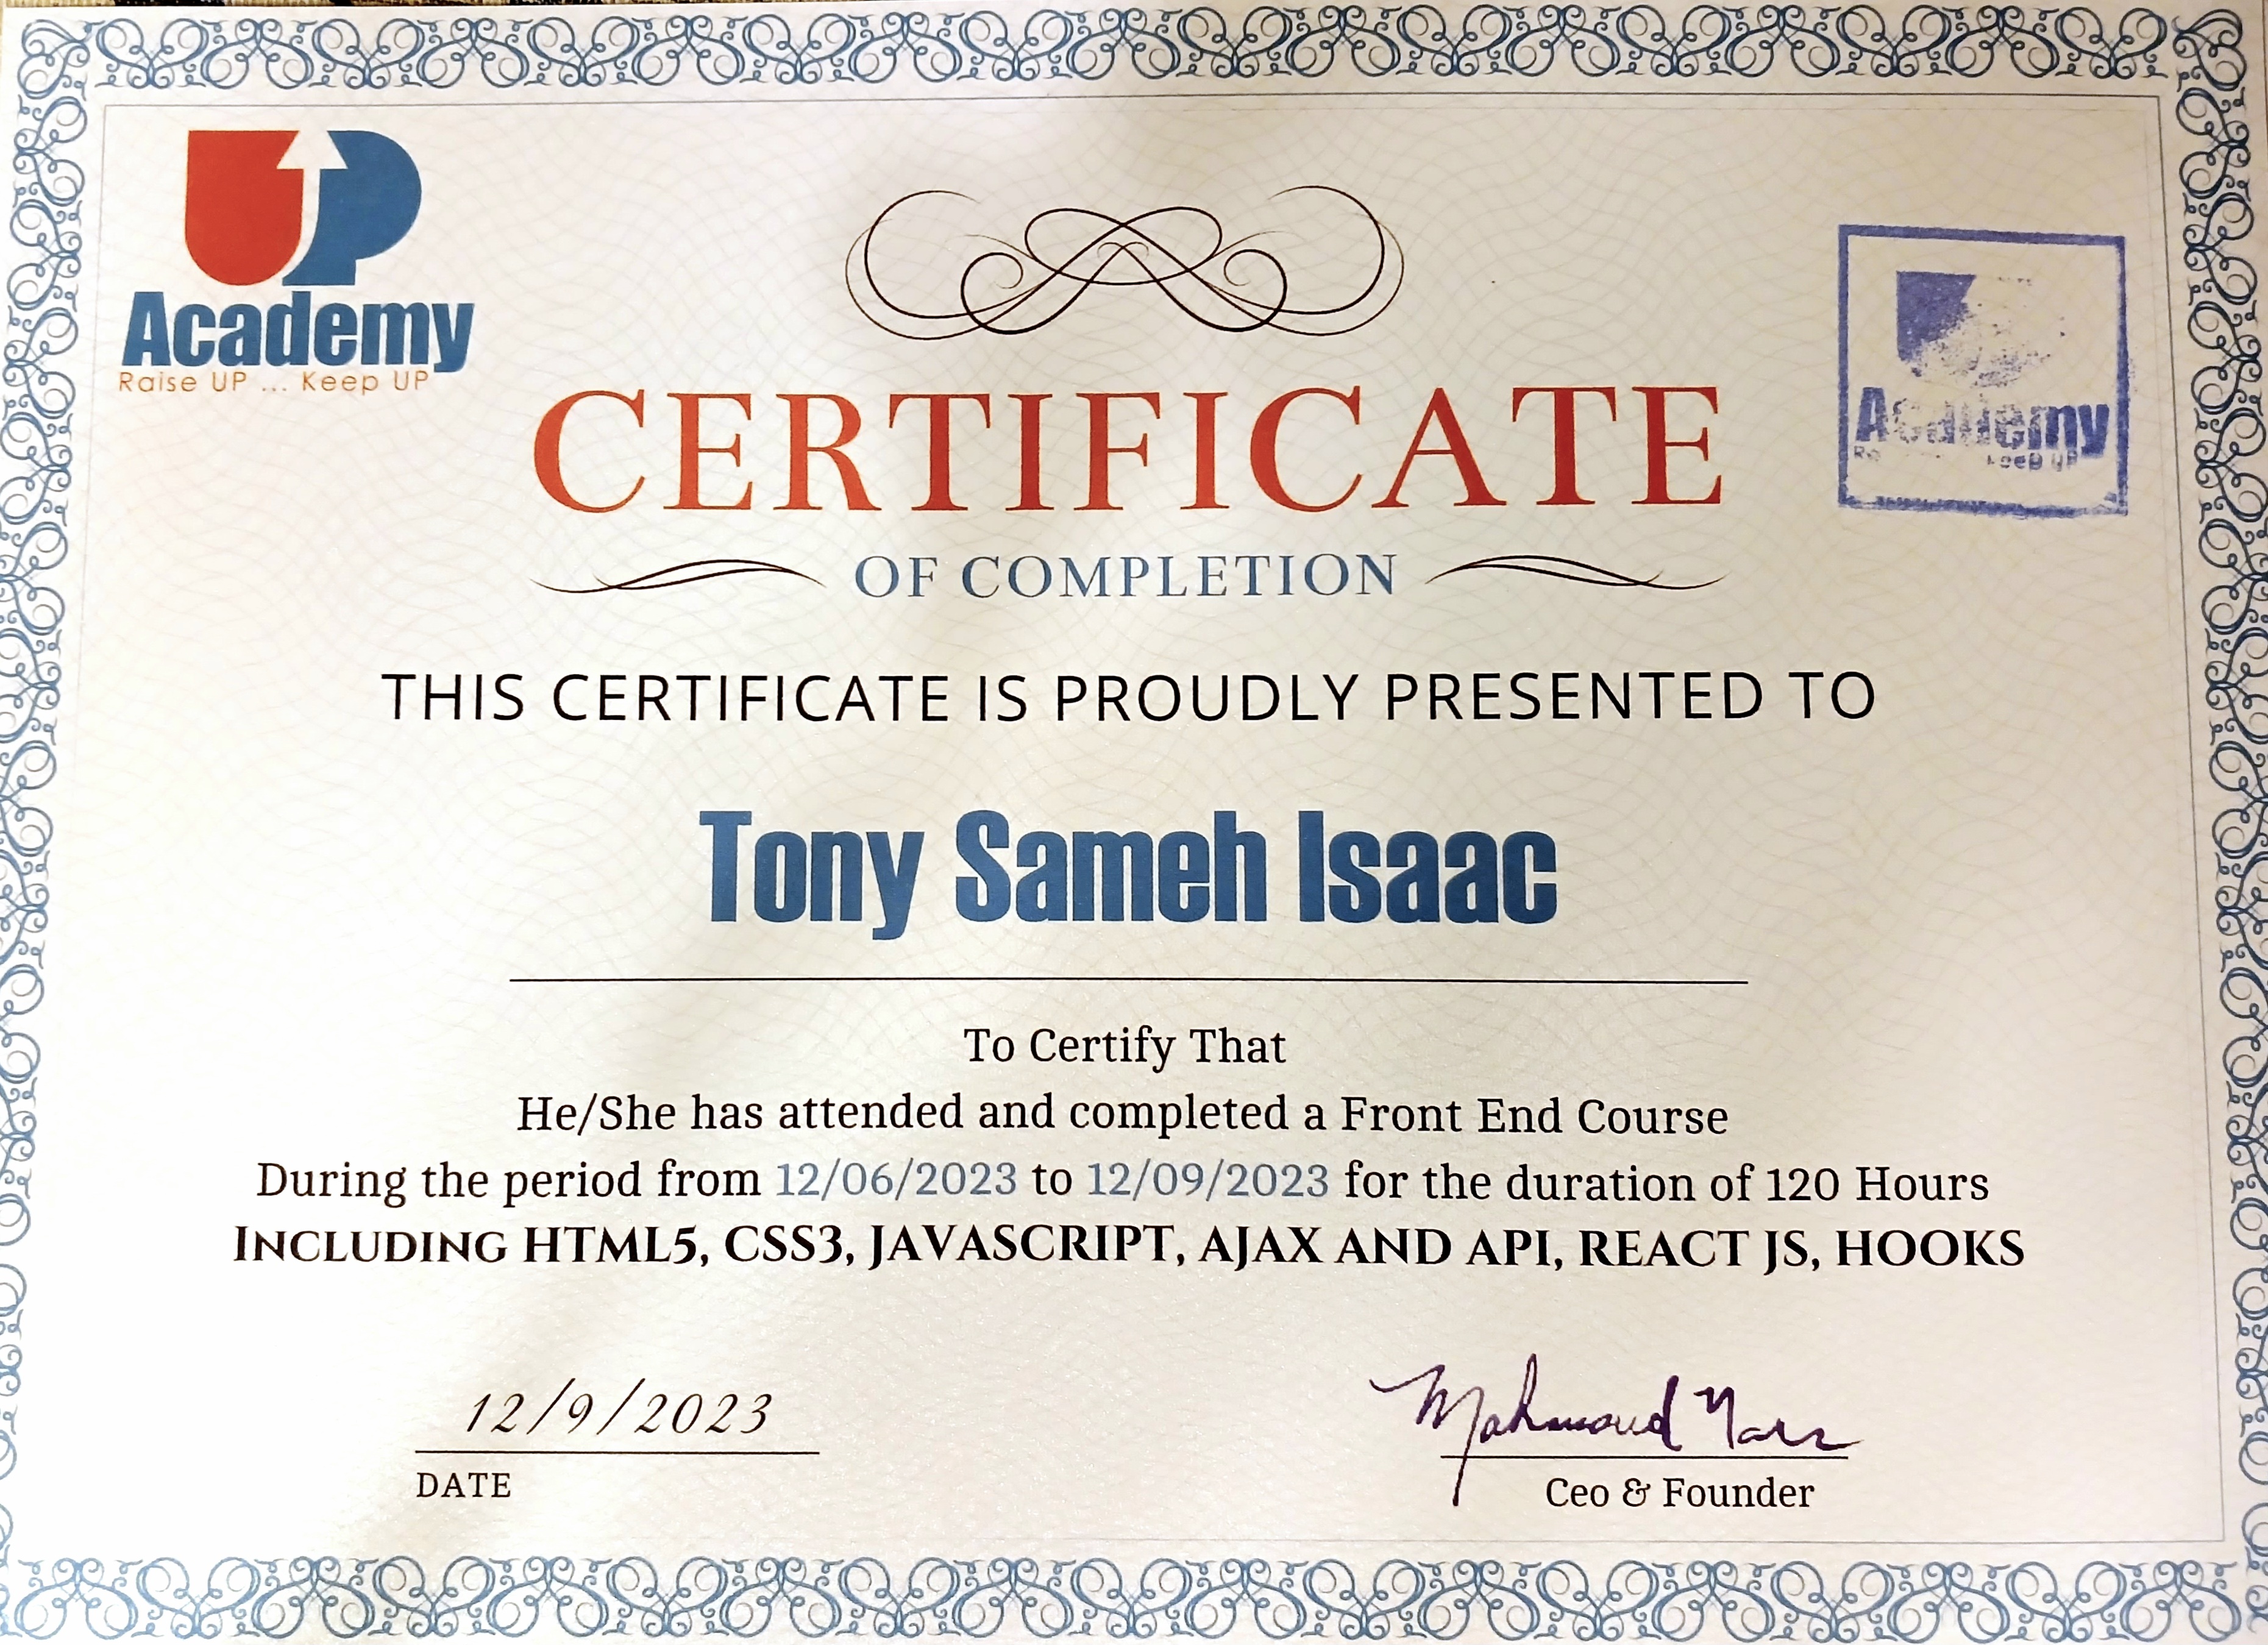 UP
Academy
Raise UP ... Keep UP
Academy
Keep UP
CERTIFICATE
OF COMPLETION
THIS CERTIFICATE IS PROUDLY PRESENTED TO
Tony Sameh Isaac
To Certify That
He/She has attended and completed a Front End Course
During the period from 12/06/2023 to 12/09/2023 for the duration of 120 Hours
INCLUDING HTML5, CSS3, JAVASCRIPT, AJAX AND API, REACT JS, HOOKS
12/9/2023
DATE
Mahmoud
Ceo & Founder